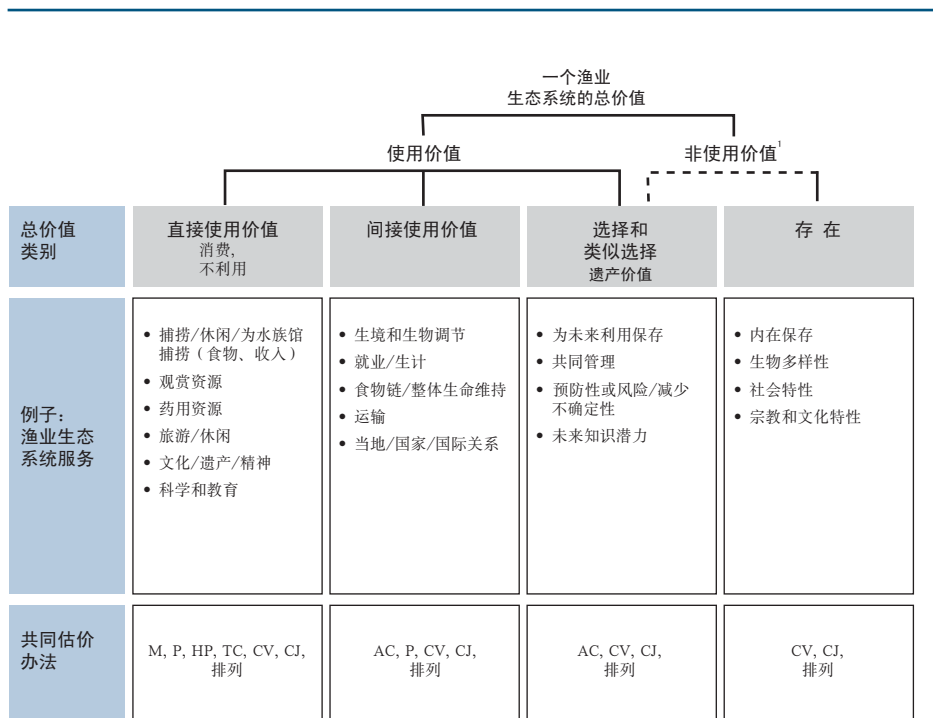 一个渔业
生态系统的总价值
使用价值
非使用价值1
总价值
类别
直接使用价值
消费,
不利用
间接使用价值
选择和
类似选择
遗产价值
存 在
例子:
渔业生态
系统服务
• 捕捞/休闲/为水族馆
捕捞（食物、收入）
• 观赏资源
• 药用资源
• 旅游/休闲
• 文化/遗产/精神
• 科学和教育
• 生境和生物调节
• 就业/生计
• 食物链/整体生命维持
• 运输
• 当地/国家/国际关系
• 为未来利用保存
• 共同管理
• 预防性或风险/减少
不确定性
• 未来知识潜力
• 内在保存
• 生物多样性
• 社会特性
• 宗教和文化特性
共同估价
办法
M, P, HP, TC, CV, CJ,
排列
AC, P, CV, CJ,
排列
AC, CV, CJ,
排列
CV, CJ,
排列